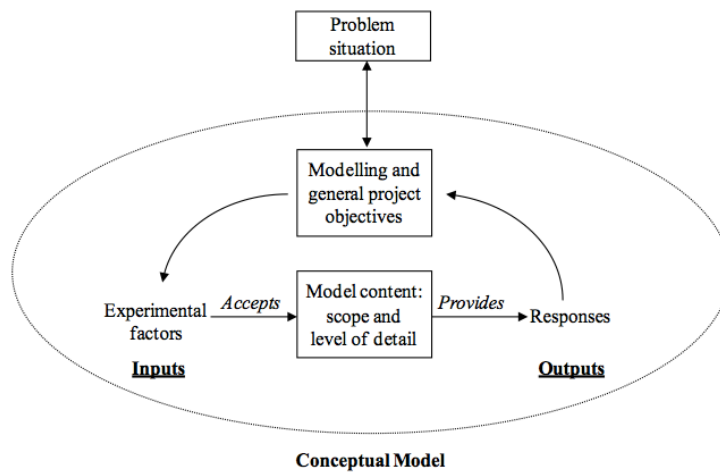 Problem
situation
Modelling and
general project
objectives
Experimental
factors
Accepts
Model content:
scope and
level of detail
Provides
Responses
Inputs
Outputs
Conceptual Model